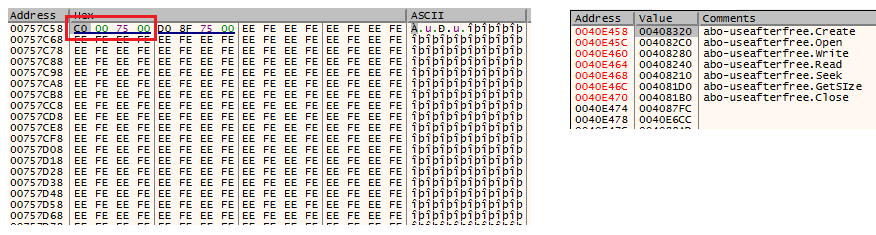 Address Hex ASCII
00757C58 C0 00 75 00 D0 8F 75 00 EE FE EE FE EE FE EE FE À.u.Ð.u.îþîþîþîþ
00757C68 EE FE EE FE EE FE EE FE EE FE EE FE EE FE EE FE îþîþîþîþîþîþîþîþ
00757C78 EE FE EE FE EE FE EE FE EE FE EE FE EE FE EE FE îþîþîþîþîþîþîþîþ
00757C88 EE FE EE FE EE FE EE FE EE FE EE FE EE FE EE FE îþîþîþîþîþîþîþîþ
00757C98 EE FE EE FE EE FE EE FE EE FE EE FE EE FE EE FE îþîþîþîþîþîþîþîþ
00757CA8 EE FE EE FE EE FE EE FE EE FE EE FE EE FE EE FE îþîþîþîþîþîþîþîþ
00757CB8 EE FE EE FE EE FE EE FE EE FE EE FE EE FE EE FE îþîþîþîþîþîþîþîþ
00757CC8 EE FE EE FE EE FE EE FE EE FE EE FE EE FE EE FE îþîþîþîþîþîþîþîþ
00757CD8 EE FE EE FE EE FE EE FE EE FE EE FE EE FE EE FE îþîþîþîþîþîþîþîþ
00757CE8 EE FE EE FE EE FE EE FE EE FE EE FE EE FE EE FE îþîþîþîþîþîþîþîþ
00757CF8 EE FE EE FE EE FE EE FE EE FE EE FE EE FE EE FE îþîþîþîþîþîþîþîþ
00757D08 EE FE EE FE EE FE EE FE EE FE EE FE EE FE EE FE îþîþîþîþîþîþîþîþ
00757D18 EE FE EE FE EE FE EE FE EE FE EE FE EE FE EE FE îþîþîþîþîþîþîþîþ
00757D28 EE FE EE FE EE FE EE FE EE FE EE FE EE FE EE FE îþîþîþîþîþîþîþîþ
00757D38 EE FE EE FE EE FE EE FE EE FE EE FE EE FE EE FE îþîþîþîþîþîþîþîþ
00757D48 EE FE EE FE EE FE EE FE EE FE EE FE EE FE EE FE îþîþîþîþîþîþîþîþ
00757D58 EE FE EE FE EE FE EE FE EE FE EE FE EE FE EE FE îþîþîþîþîþîþîþîþ
00757D68 EE FE EE FE EE FE EE FE EE FE EE FE EE FE EE FE îþîþîþîþîþîþîþîþ
Address Value Comments
0040E458 00408320 abo-useafterfree.Create
0040E45C 004082C0 abo-useafterfree.Open
0040E460 00408280 abo-useafterfree.Write
0040E464 00408240 abo-useafterfree.Read
0040E468 00408210 abo-useafterfree.Seek
0040E46C 004081D0 abo-useafterfree.GetSIze
0040E470 004081B0 abo-useafterfree.Close
0040E474 004087FC
0040E478 0040E6CC